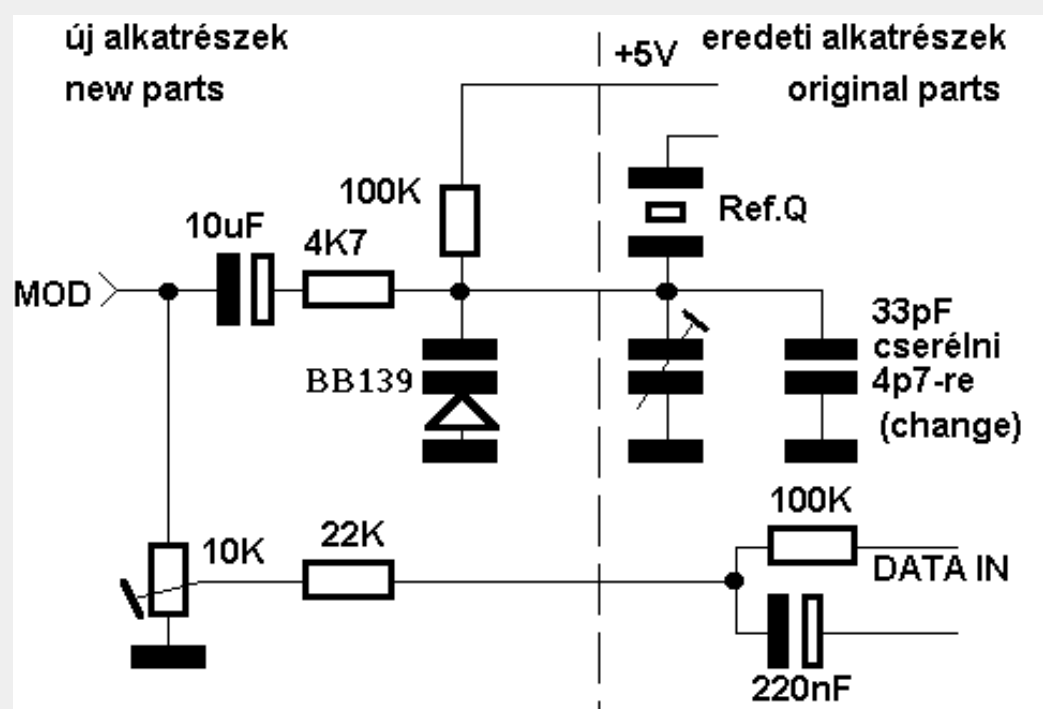 új alkatrészek
new parts
eredeti alkatrészek
original parts
+5V
100K
Ref.Q
10uF
4K7
MOD
33pF
cserélni
4p7-re
(change)
BB139
100K
22K
10K
DATA IN
220nF